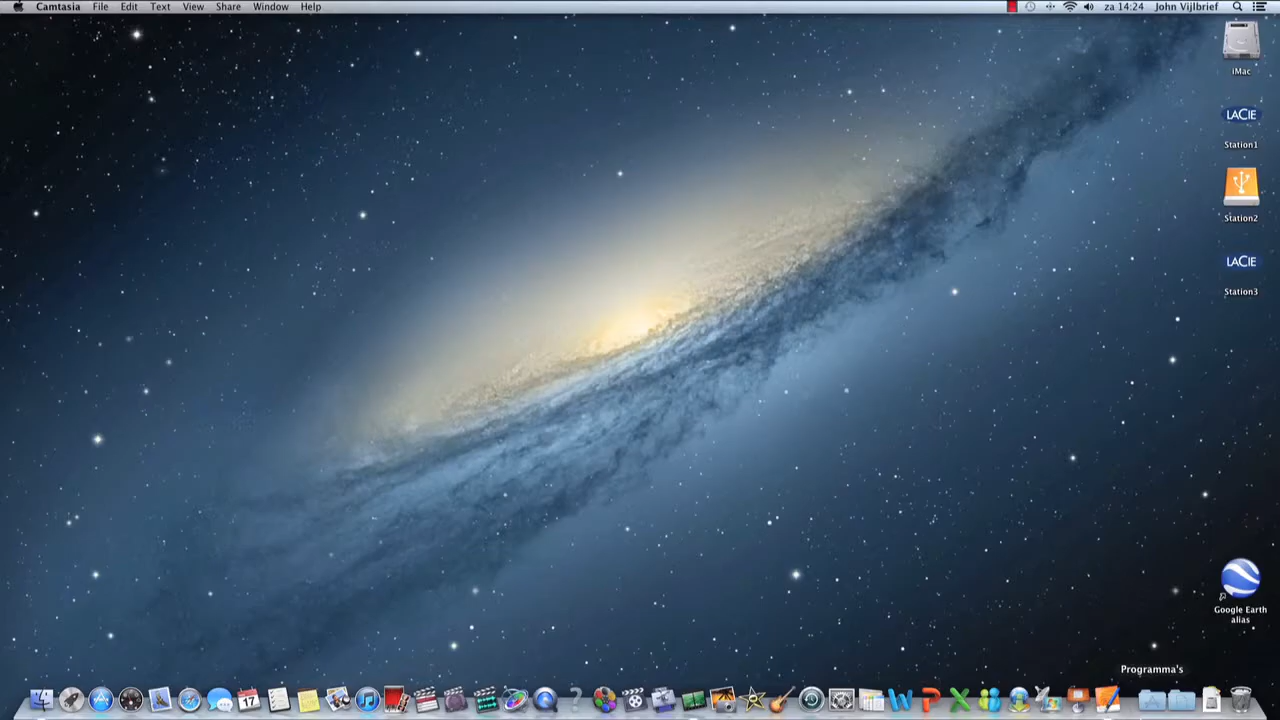 Camtasia File Edit Text View Share Window Help za 14:24 John Vijlbrief
iMac
LACIE
Station1
Station2
LACIE
Station3
Google Earth
alias
Programma's
17